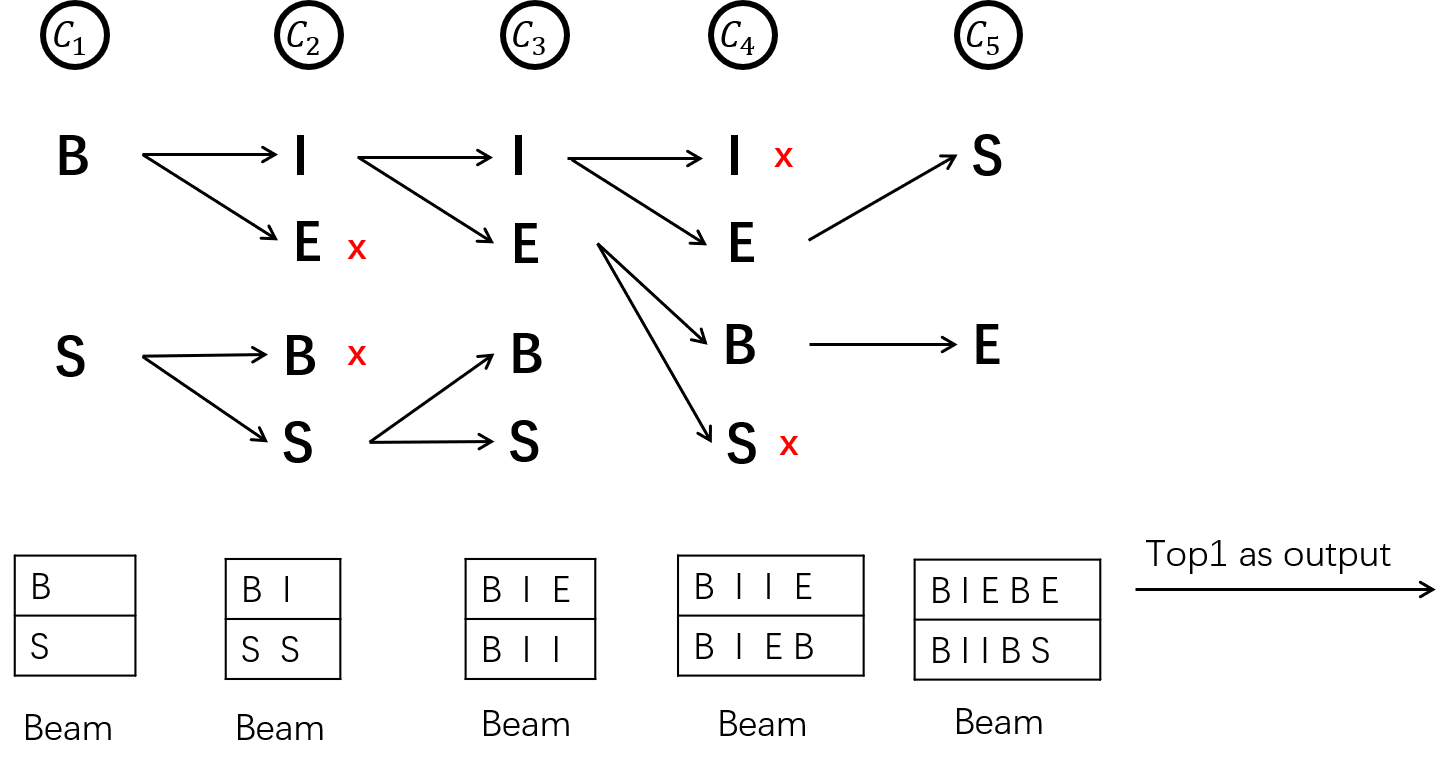 C1 C2 C3 C4 C5
B I I I x S
E x E E
S B x B B E
S S S x
B B I B I E B I I E B I E B E
S S S B I I B I E B B I I B S
Top1 as output
Beam Beam Beam Beam Beam